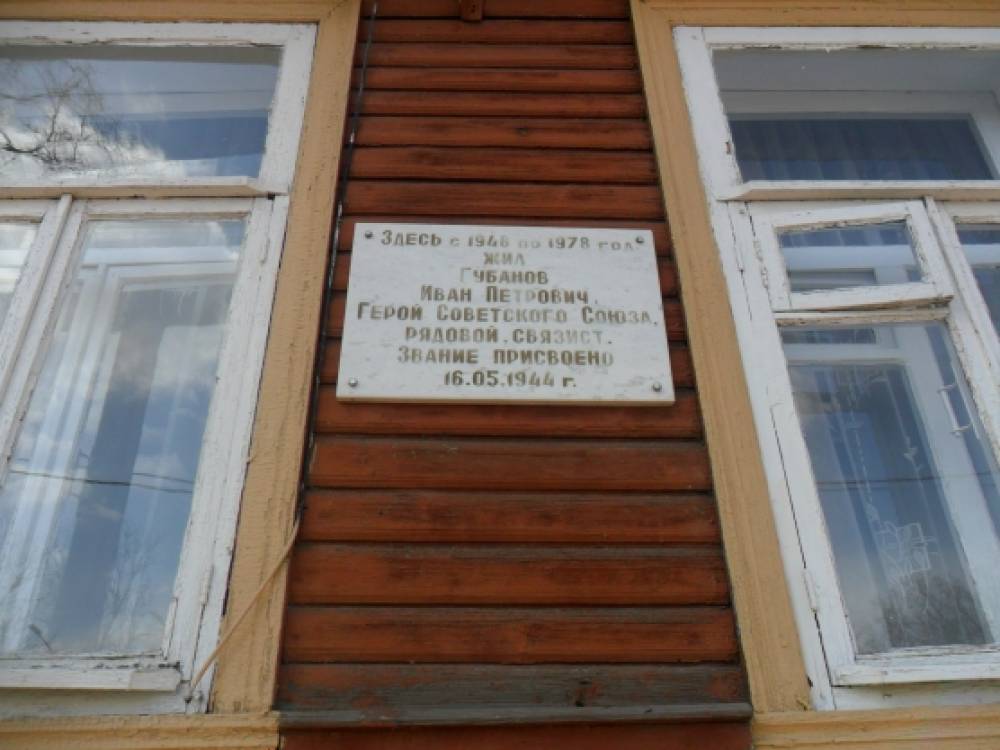 Здесь с 1948 по 1978 год
жил
Губанов
Иван Петрович,
Герой Советского Союза,
рядовой, связист.
Звание присвоено
16.05.1944 г.